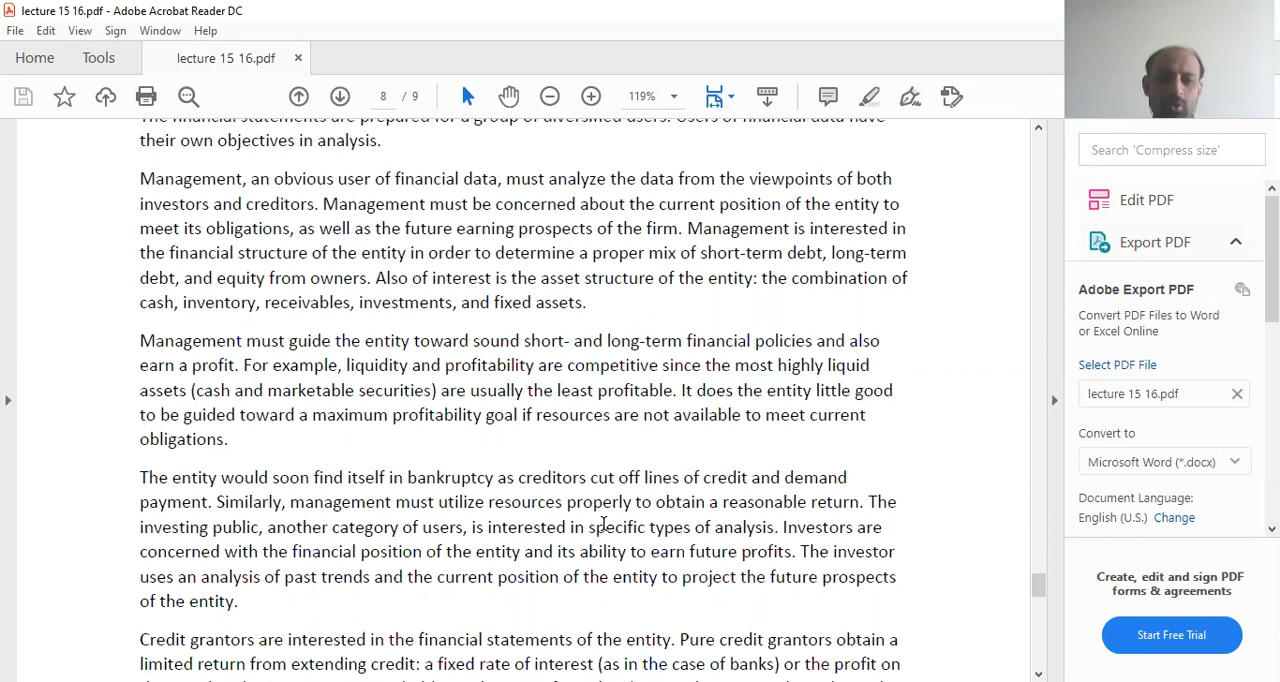 lecture 15 16.pdf - Adobe Acrobat Reader DC
File Edit View Sign Window Help
Home Tools lecture 15 16.pdf ×
8 / 9 119%
The financial statements are prepared for a group of diversified users. Users of financial data have
their own objectives in analysis.
Management, an obvious user of financial data, must analyze the data from the viewpoints of both
investors and creditors. Management must be concerned about the current position of the entity to
meet its obligations, as well as the future earning prospects of the firm. Management is interested in
the financial structure of the entity in order to determine a proper mix of short-term debt, long-term
debt, and equity from owners. Also of interest is the asset structure of the entity: the combination of
cash, inventory, receivables, investments, and fixed assets.
Management must guide the entity toward sound short- and long-term financial policies and also
earn a profit. For example, liquidity and profitability are competitive since the most highly liquid
assets (cash and marketable securities) are usually the least profitable. It does the entity little good
to be guided toward a maximum profitability goal if resources are not available to meet current
obligations.
The entity would soon find itself in bankruptcy as creditors cut off lines of credit and demand
payment. Similarly, management must utilize resources properly to obtain a reasonable return. The
investing public, another category of users, is interested in specific types of analysis. Investors are
concerned with the financial position of the entity and its ability to earn future profits. The investor
uses an analysis of past trends and the current position of the entity to project the future prospects
of the entity.
Credit grantors are interested in the financial statements of the entity. Pure credit grantors obtain a
limited return from extending credit: a fixed rate of interest (as in the case of banks) or the profit on
Search 'Compress size'
Edit PDF
Export PDF
Adobe Export PDF
Convert PDF Files to Word
or Excel Online
Select PDF File
lecture 15 16.pdf
Convert to
Microsoft Word (*.docx)
Document Language:
English (U.S.) Change
Create, edit and sign PDF
forms & agreements
Start Free Trial